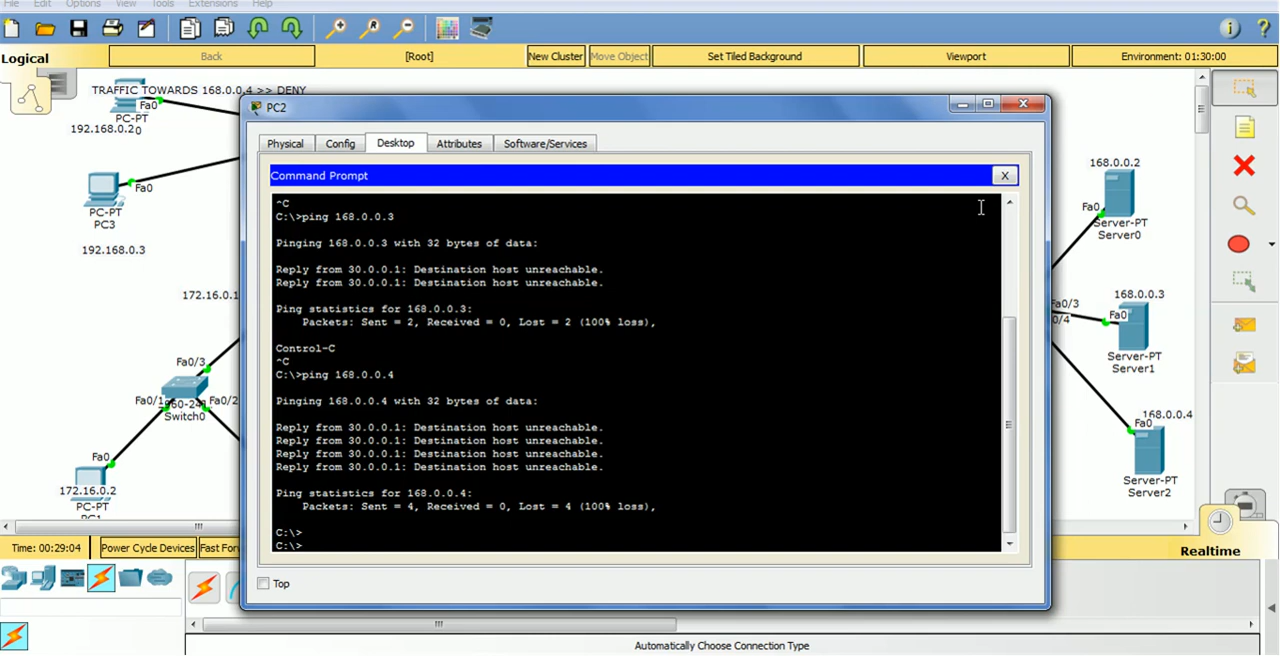 File Edit Options View Tools Extensions Help
Logical
Back
[Root]
New Cluster
Move Object
Set Tiled Background
Viewport
Environment: 01:30:00
TRAFFIC TOWARDS 168.0.0.4 >> DENY
Fa0
PC-PT
192.168.0.20
Fa0
PC-PT
PC3
192.168.0.3
172.16.0.1
Fa0/3
Fa0/1
Fa0/2
Switch0
Fa0
172.16.0.2
PC-PT
PC2
Physical
Config
Desktop
Attributes
Software/Services
Command Prompt
X
^C
C:\>ping 168.0.0.3
Pinging 168.0.0.3 with 32 bytes of data:
Reply from 30.0.0.1: Destination host unreachable.
Reply from 30.0.0.1: Destination host unreachable.
Ping statistics for 168.0.0.3:
Packets: Sent = 2, Received = 0, Lost = 2 (100% loss),
Control-C
^C
C:\>ping 168.0.0.4
Pinging 168.0.0.4 with 32 bytes of data:
Reply from 30.0.0.1: Destination host unreachable.
Reply from 30.0.0.1: Destination host unreachable.
Reply from 30.0.0.1: Destination host unreachable.
Reply from 30.0.0.1: Destination host unreachable.
Ping statistics for 168.0.0.4:
Packets: Sent = 4, Received = 0, Lost = 4 (100% loss),
C:\>
C:\>
Top
168.0.0.2
Fa0
Server-PT
Server0
168.0.0.3
Fa0/3
0/4
Fa0
Server-PT
Server1
168.0.0.4
Fa0
Server-PT
Server2
Time: 00:29:04
Power Cycle Devices
Fast For
Realtime
Automatically Choose Connection Type